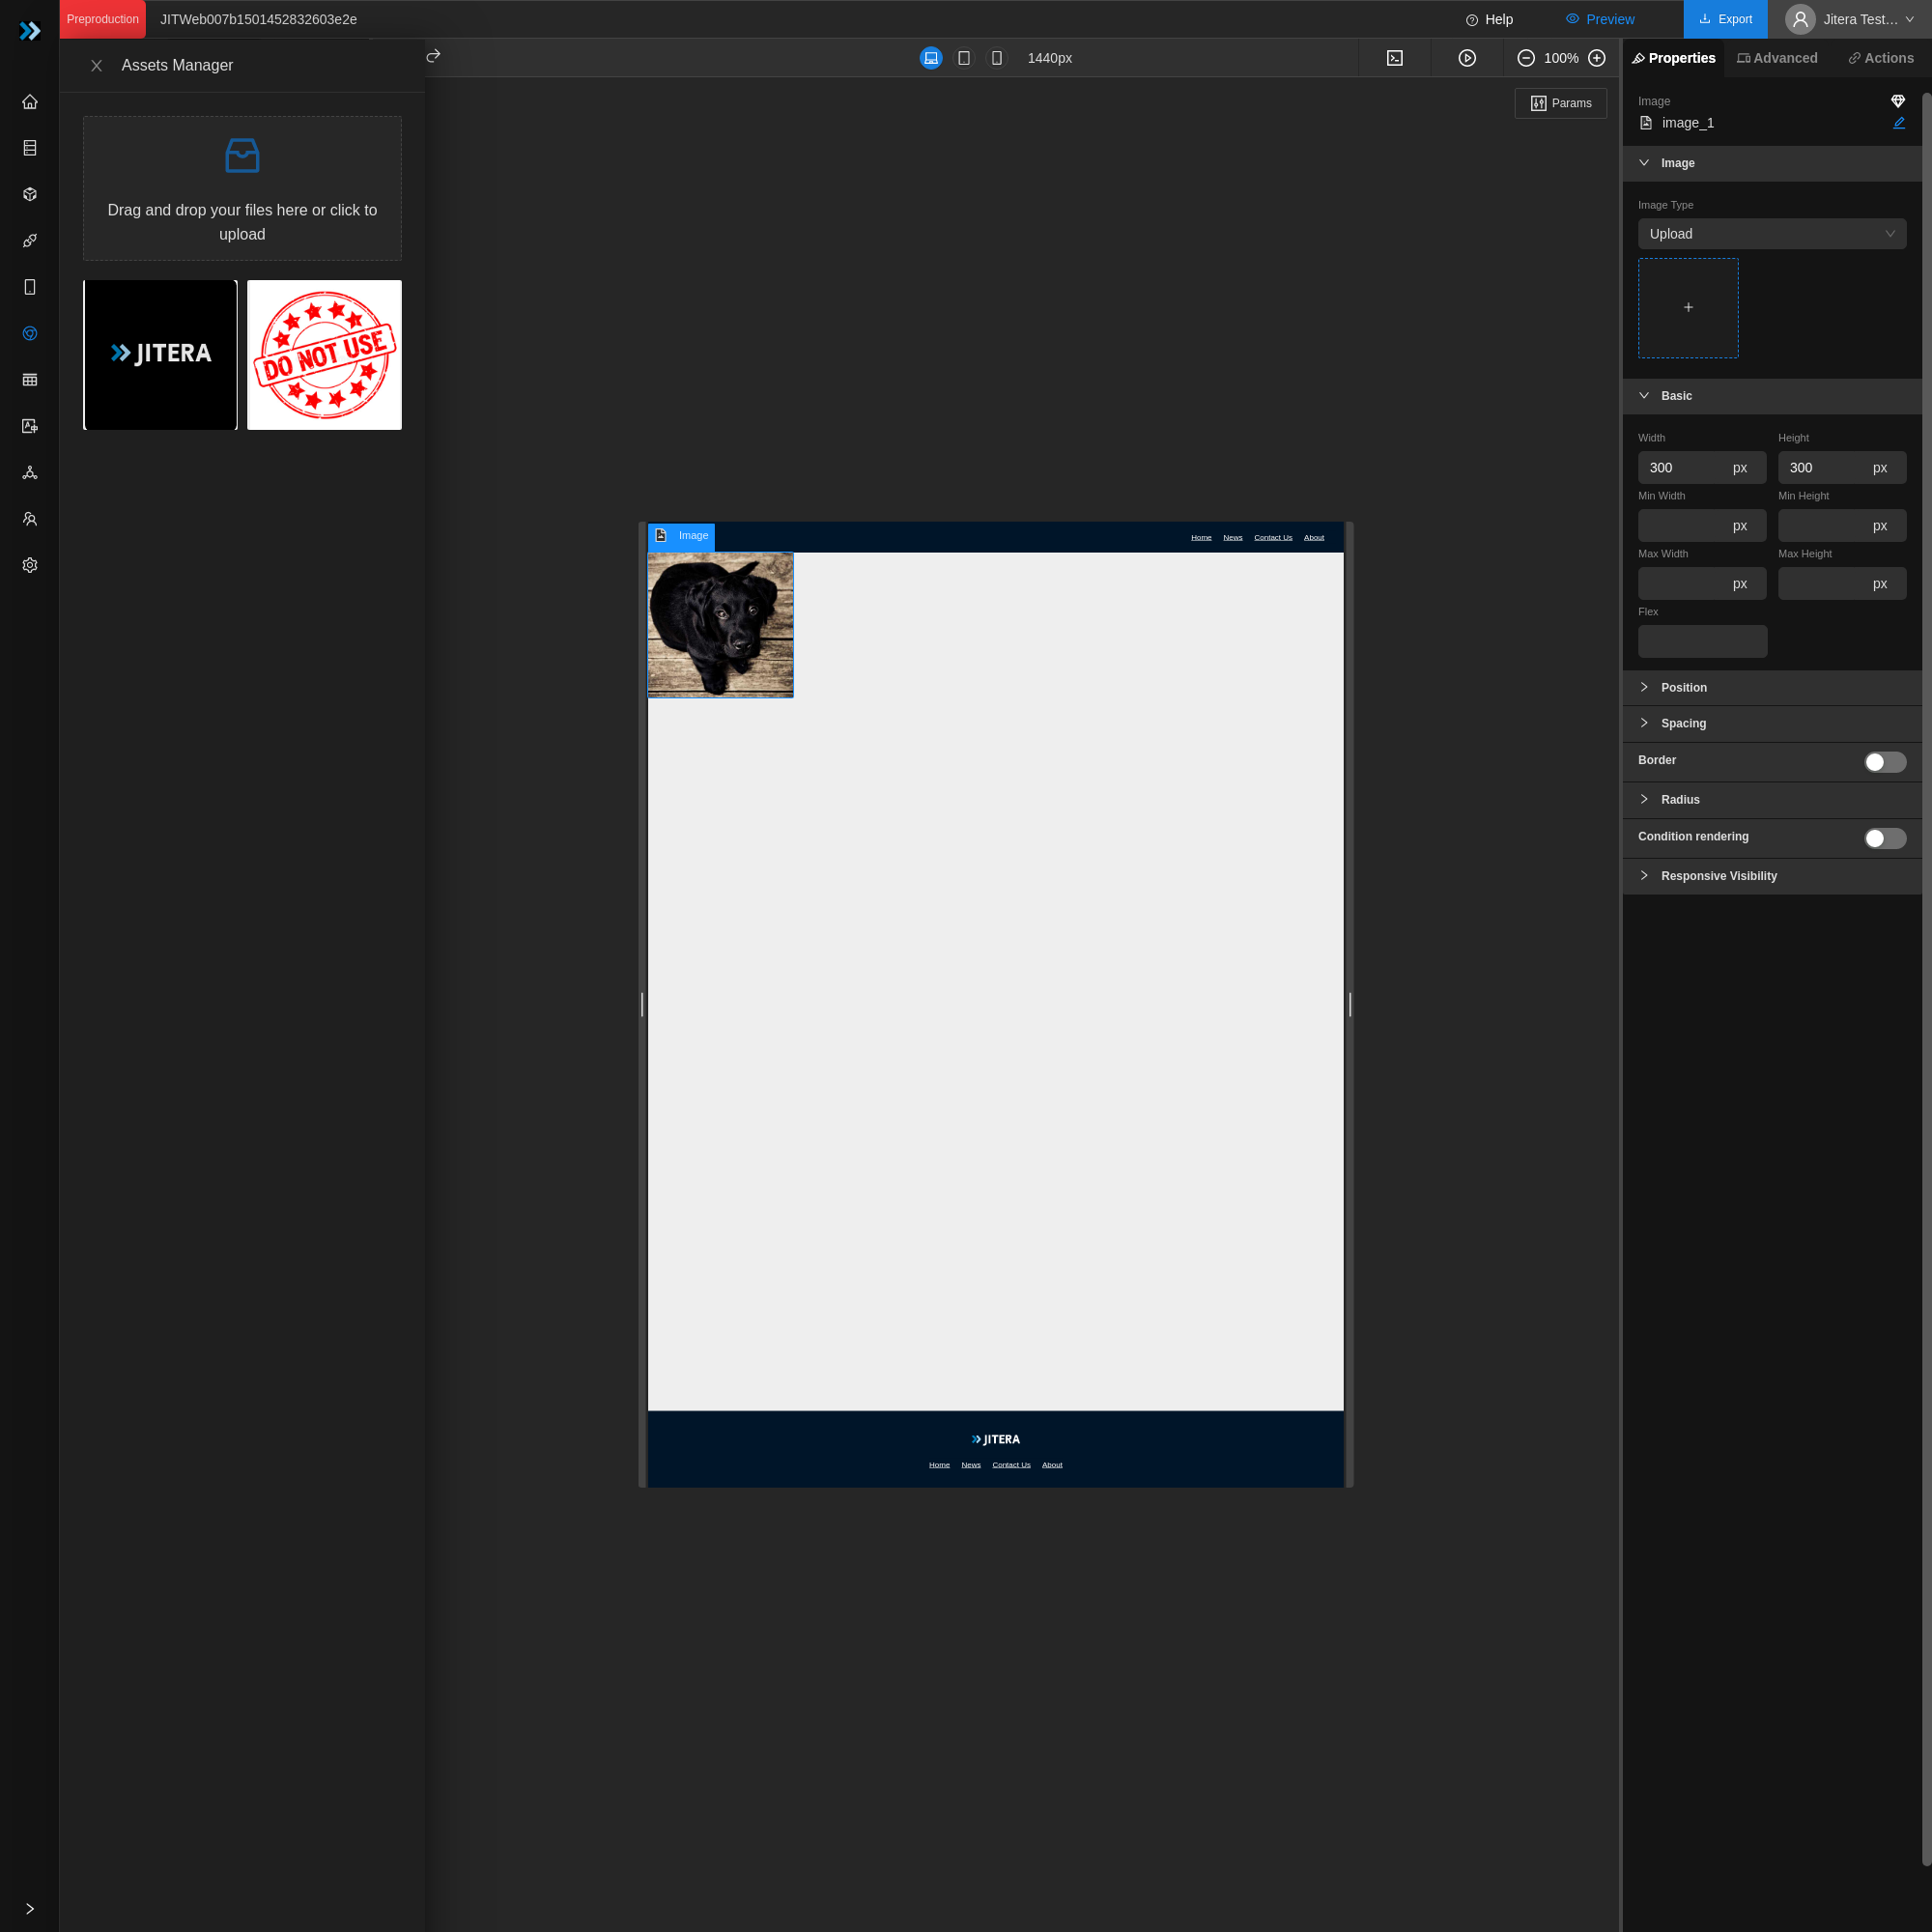 Preproduction
JITWeb007b1501452832603e2e
Help
Preview
Export
Jitera Test…
Assets Manager
1440px
100%
Properties
Advanced
Actions
Params
Drag and drop your files here or click to
upload
JITERA
DO NOT USE
Image
Home
News
Contact Us
About
JITERA
Home
News
Contact Us
About
Image
image_1
Image
Image Type
Upload
+
Basic
Width
Height
300 px
300 px
Min Width
Min Height
px
px
Max Width
Max Height
px
px
Flex
Position
Spacing
Border
Radius
Condition rendering
Responsive Visibility